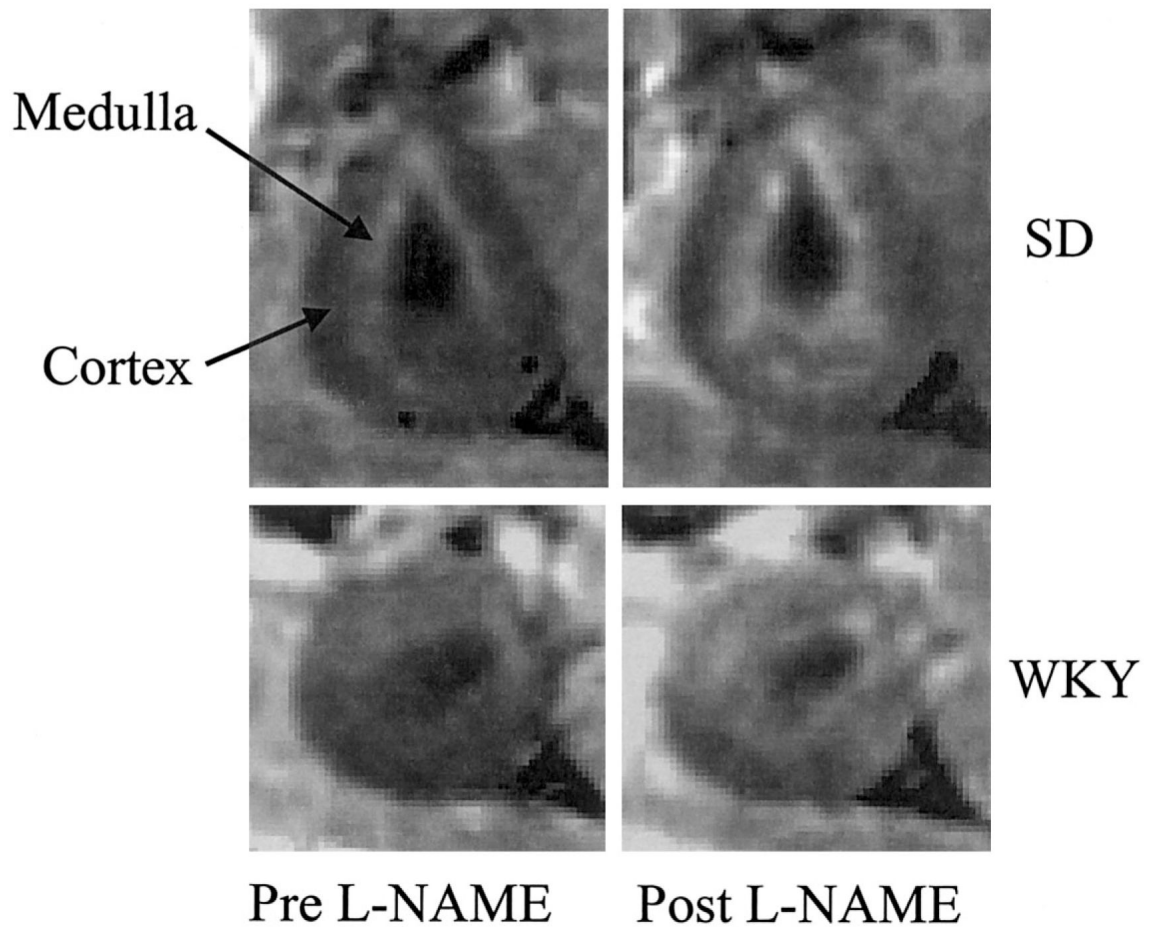 Medulla
Cortex
SD
WKY
Pre L-NAME
Post L-NAME